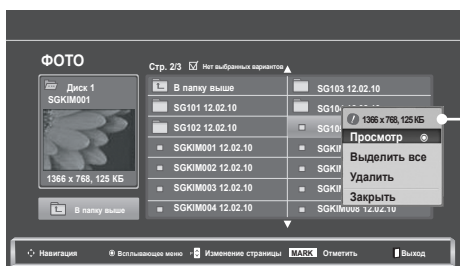 ФОТО
Стр. 2/3 Нет выбранных вариантов
Диск 1
SGKIM001
1366 x 768, 125 КБ
В папку выше
В папку выше
SG101 12.02.10
SG102 12.02.10
SGKIM001 12.02.10
SGKIM002 12.02.10
SGKIM003 12.02.10
SGKIM004 12.02.10
SG103 12.02.10
SGKIM008 12.02.10
1366 x 768, 125 КБ
Просмотр
Выделить все
Удалить
Закрыть
Навигация Всплывающее меню P Изменение страницы MARK Отметить Выход